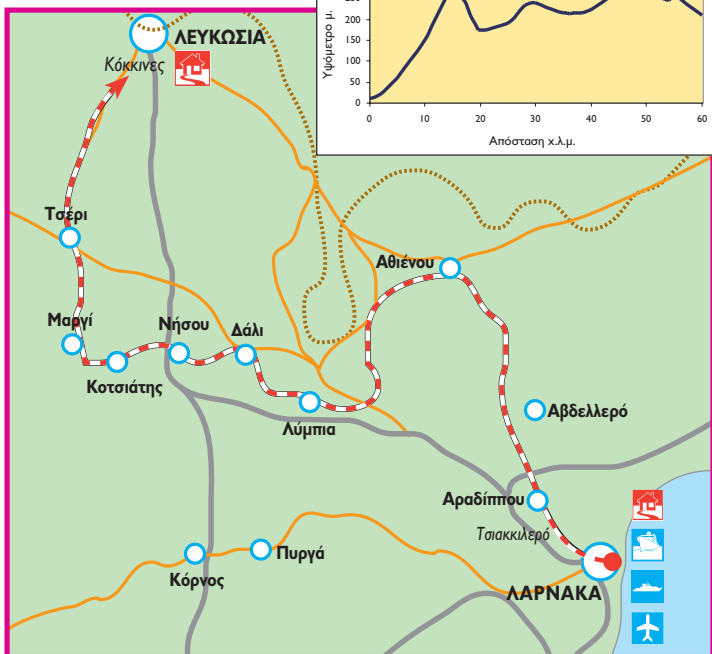 250
200
150
100
50
0
Υψόμετρο μ.
0 10 20 30 40 50 60
Απόσταση χ.λ.μ.
ΛΕΥΚΩΣΙΑ
Κόκκινες
Τσέρι
Αθιένου
Μαργί
Νήσου
Δάλι
Κοτσιάτης
Λύμπια
Αβδελλερό
Αραδίππου
Τσιακκιλερό
Πυργά
Κόρνος
ΛΑΡΝΑΚΑ